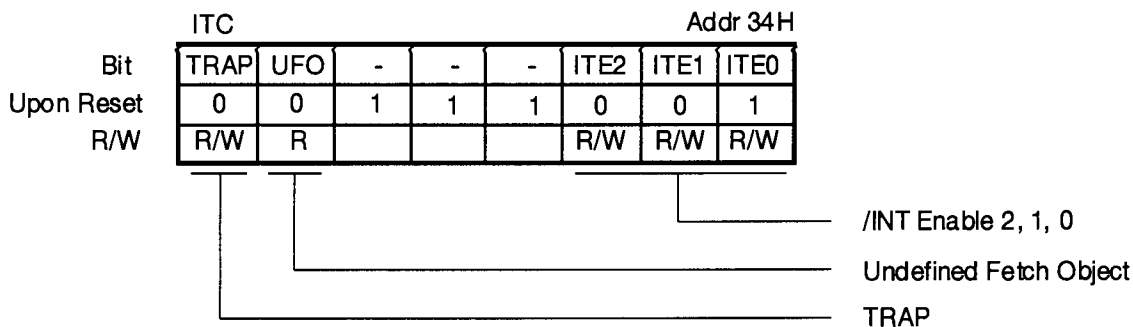 ITC Addr 34H
Bit TRAP UFO - - - ITE2 ITE1 ITE0
Upon Reset 0 0 1 1 1 0 0 1
R/W R/W R R/W R/W R/W
/INT Enable 2, 1, 0
Undefined Fetch Object
TRAP